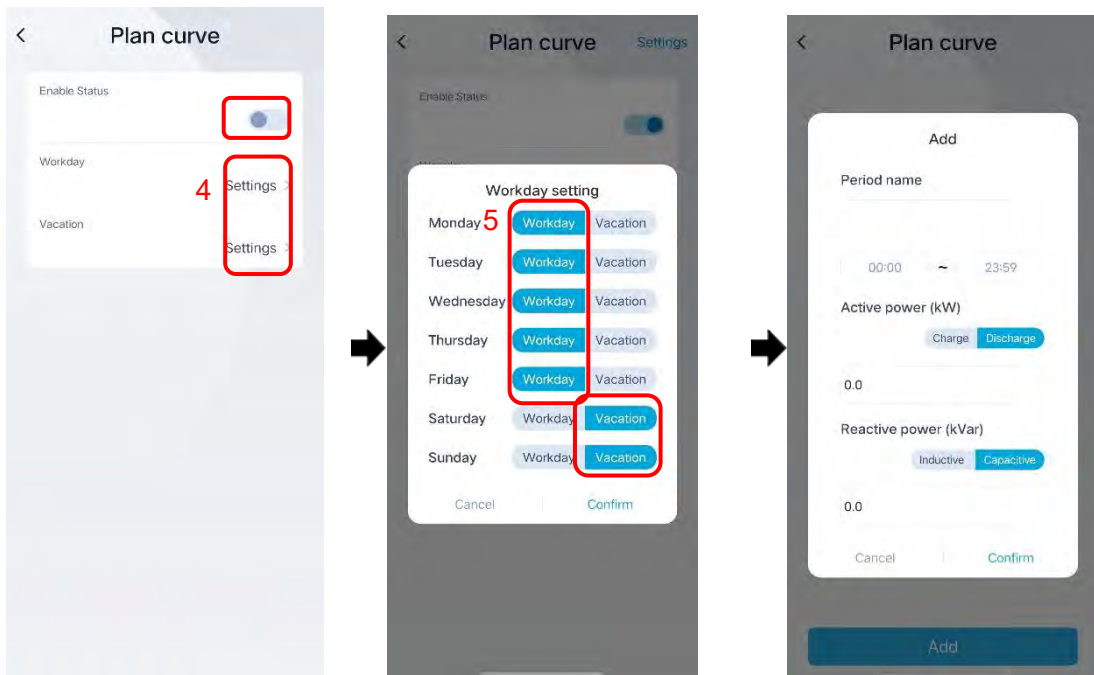 <
Plan curve
Enable Status
Workday
4
Settings >
Vacation
Settings >
<
Plan curve
Settings
Enable Status
Workday setting
Monday 5 Workday Vacation
Tuesday Workday Vacation
Wednesday Workday Vacation
Thursday Workday Vacation
Friday Workday Vacation
Saturday Workday Vacation
Sunday Workday Vacation
Cancel Confirm
<
Plan curve
Add
Period name
00:00 ~ 23:59
Active power (kW)
Charge Discharge
0.0
Reactive power (kVar)
Inductive Capacitive
0.0
Cancel Confirm
Add